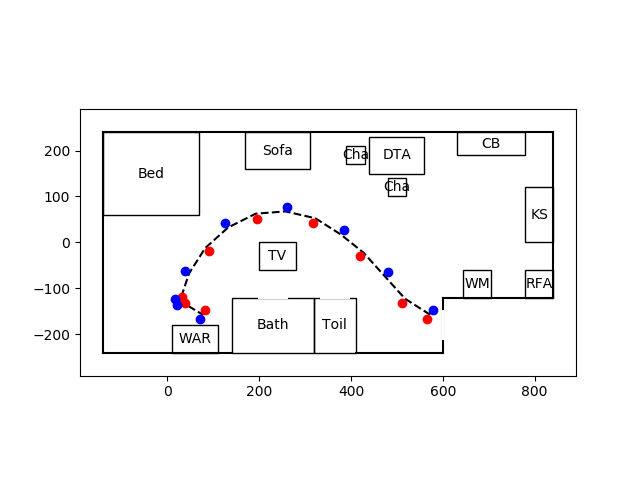 CB
Sofa
Cha
DTA
Bed
Cha
KS
TV
WM
RFA
Bath
Toil
WAR
200
100
0
−100
−200
0
200
400
600
800